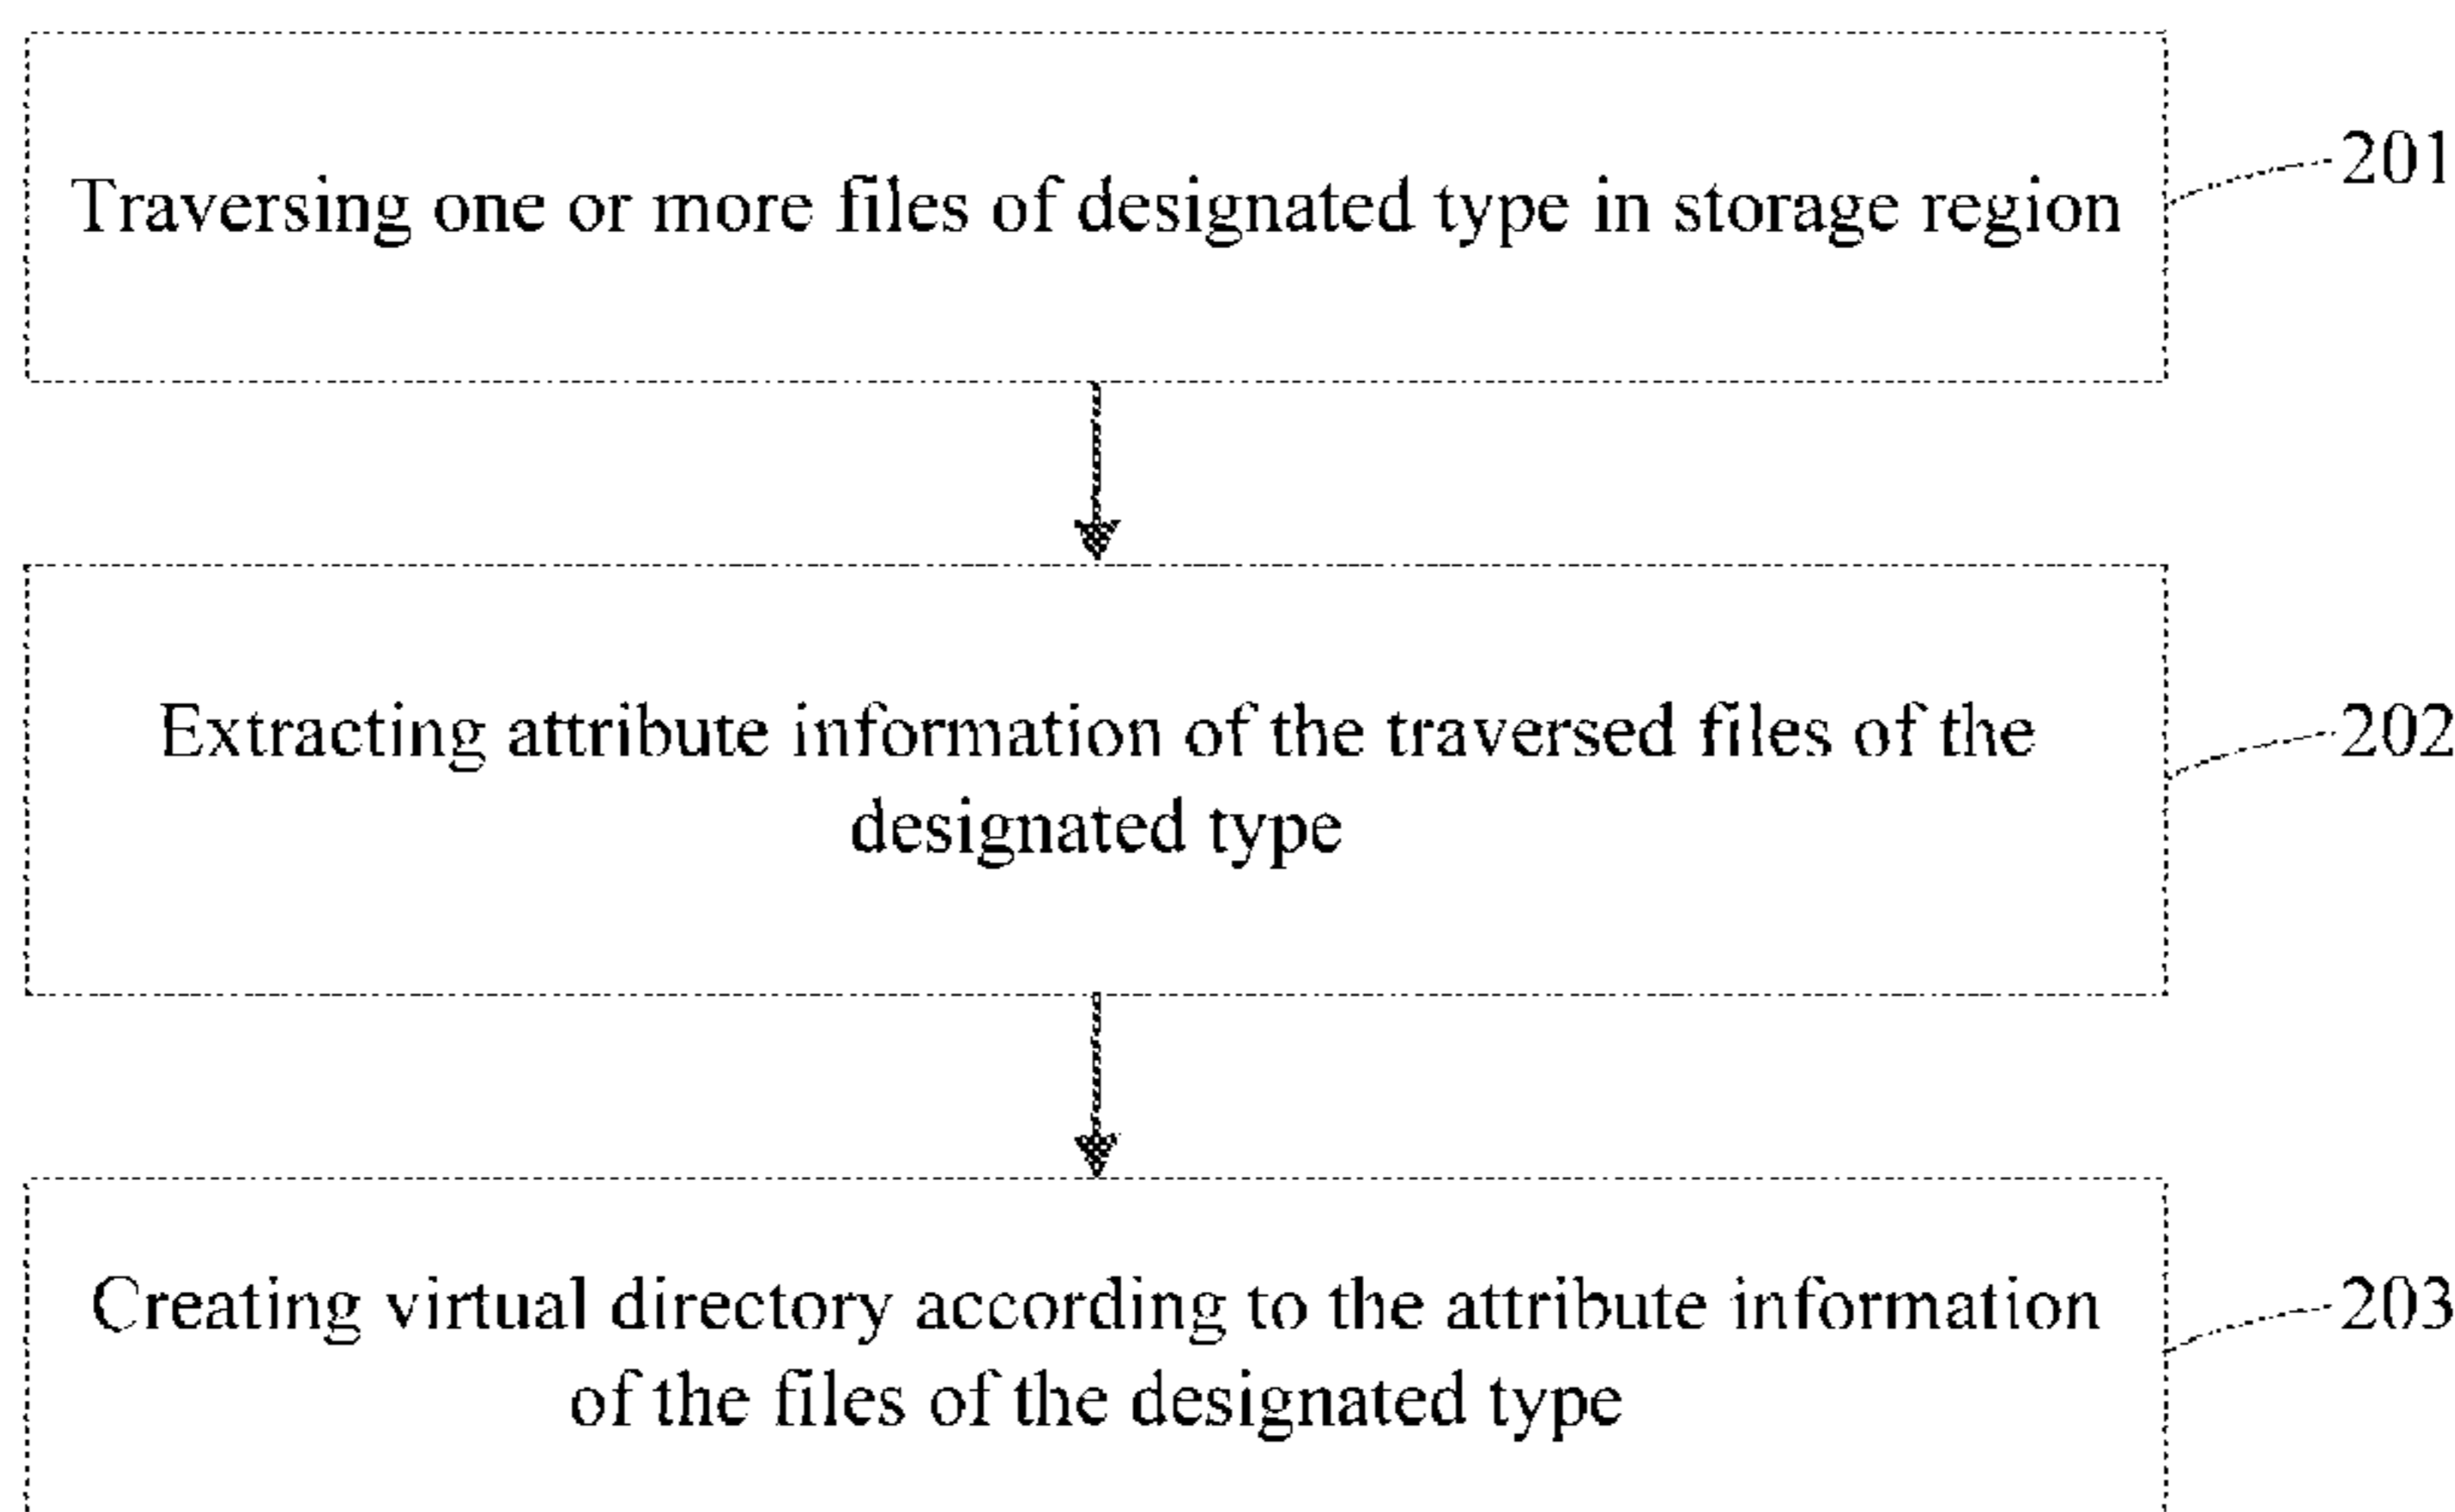 Traversing one or more files of designated type in storage region
201
Extracting attribute information of the traversed files of the
designated type
202
Creating virtual directory according to the attribute information
of the files of the designated type
203